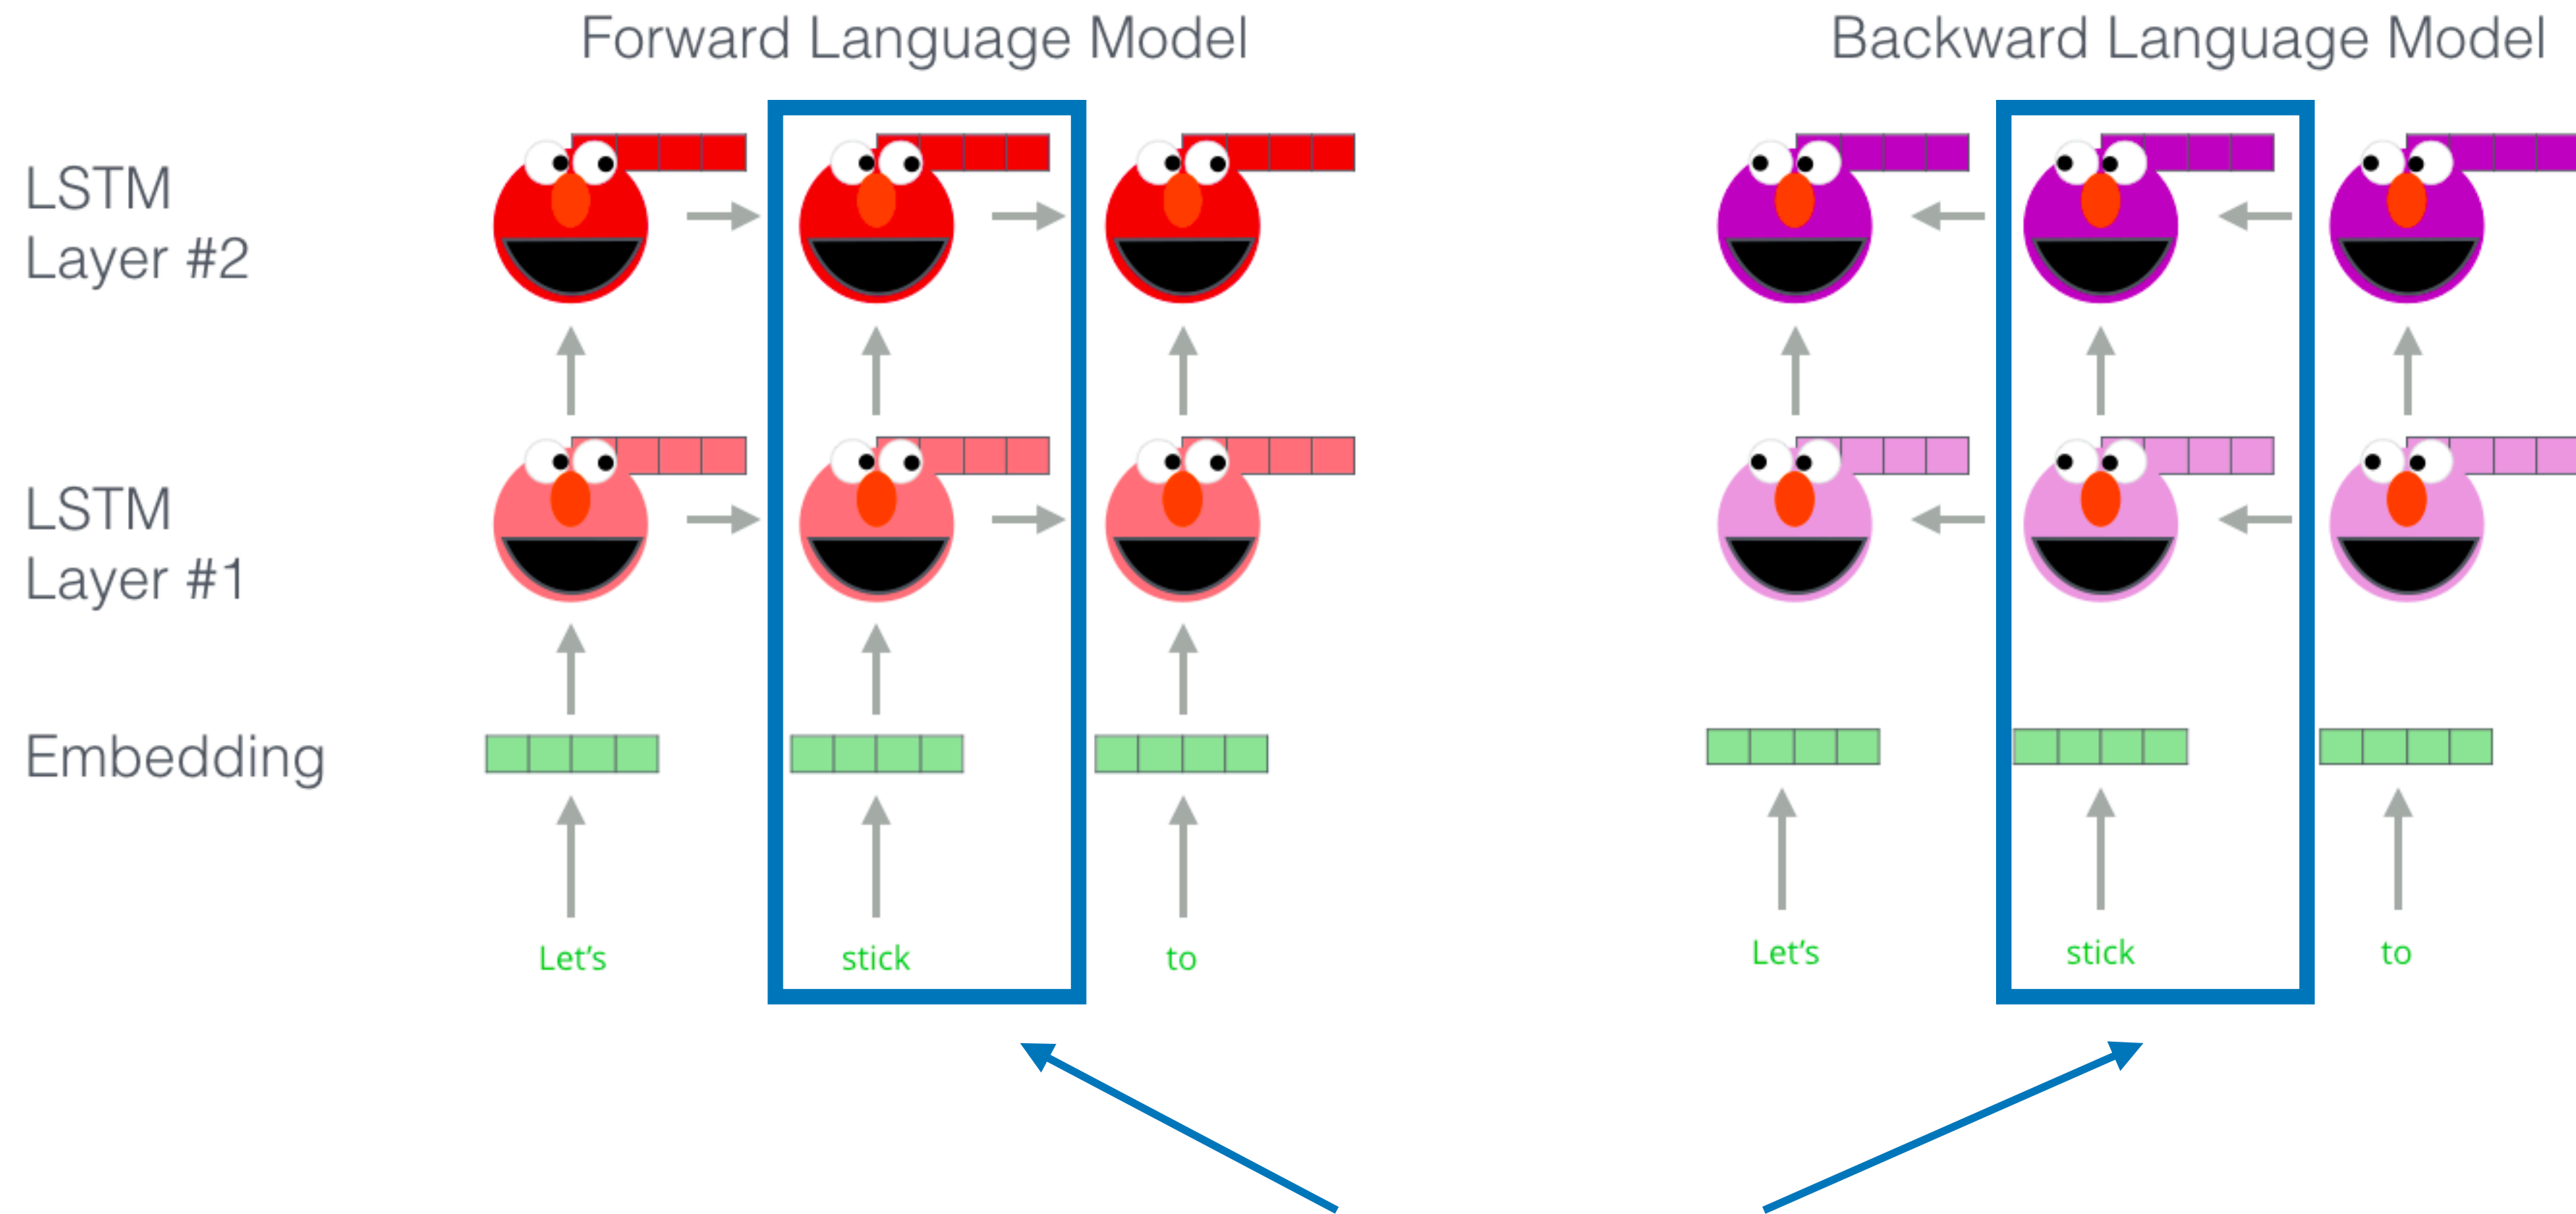 Forward Language Model
Backward Language Model
LSTM
Layer #2
LSTM
Layer #1
Embedding
Let's
stick
to
Let's
stick
to